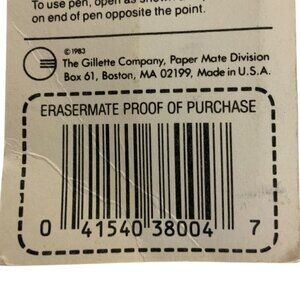 To use pen, open as shown
on end of pen opposite the point.
© 1983
The Gillette Company, Paper Mate Division
Box 61, Boston, MA 02199, Made in U.S.A.
ERASERMATE PROOF OF PURCHASE
0 41540 38004 7